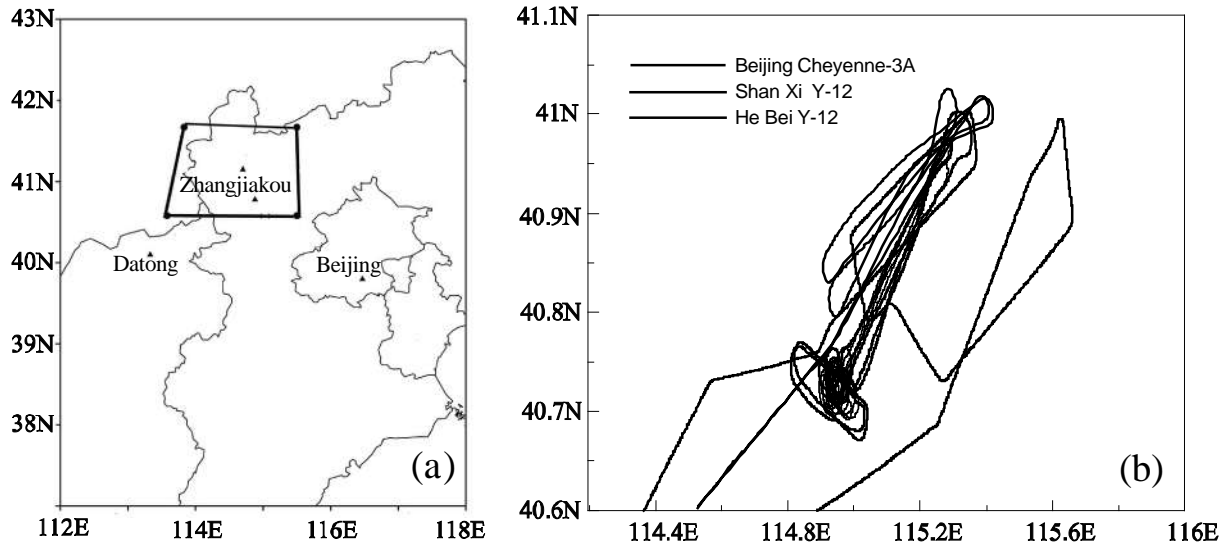 43N
42N
41N
40N
39N
38N
112E 114E 116E 118E
Zhangjiakou
Datong
Beijing
(a)
41.1N
41N
40.9N
40.8N
40.7N
40.6N
114.4E 114.8E 115.2E 115.6E 116E
Beijing Cheyenne-3A
Shan Xi Y-12
He Bei Y-12
(b)